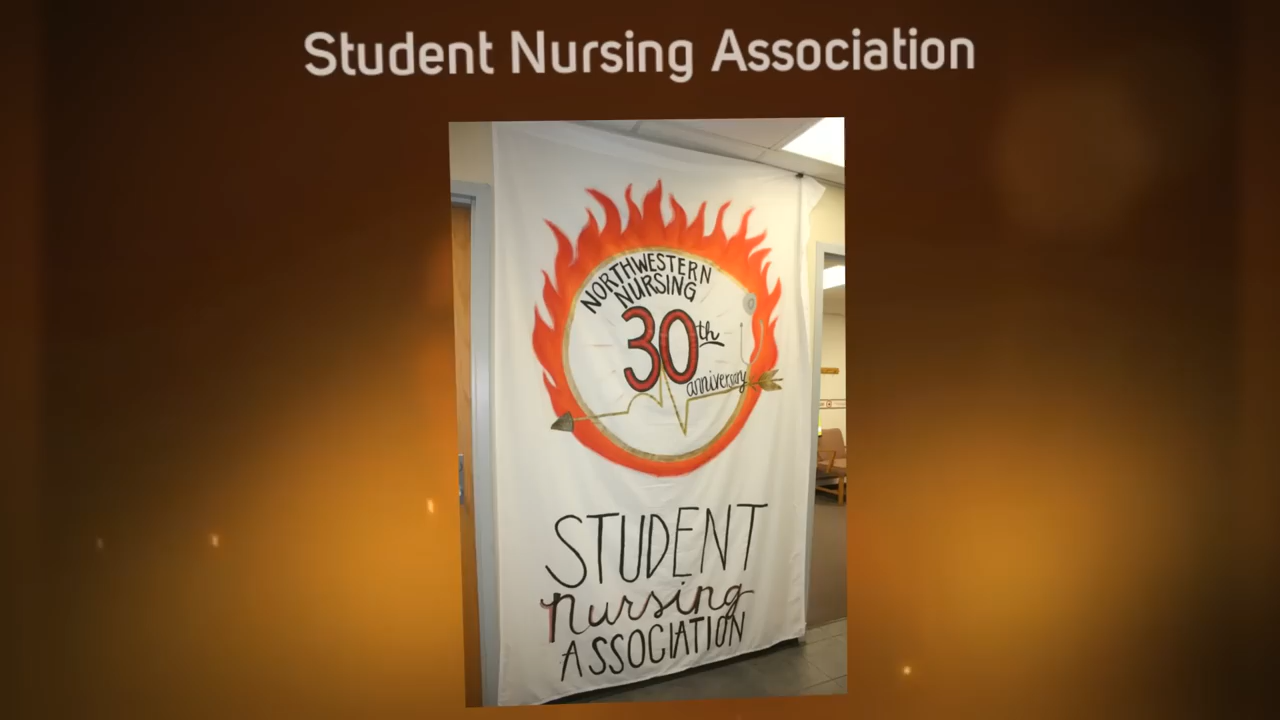 Student Nursing Association
NORTHWESTERN
NURSING
30th
anniversary
STUDENT
nursing
ASSOCIATION